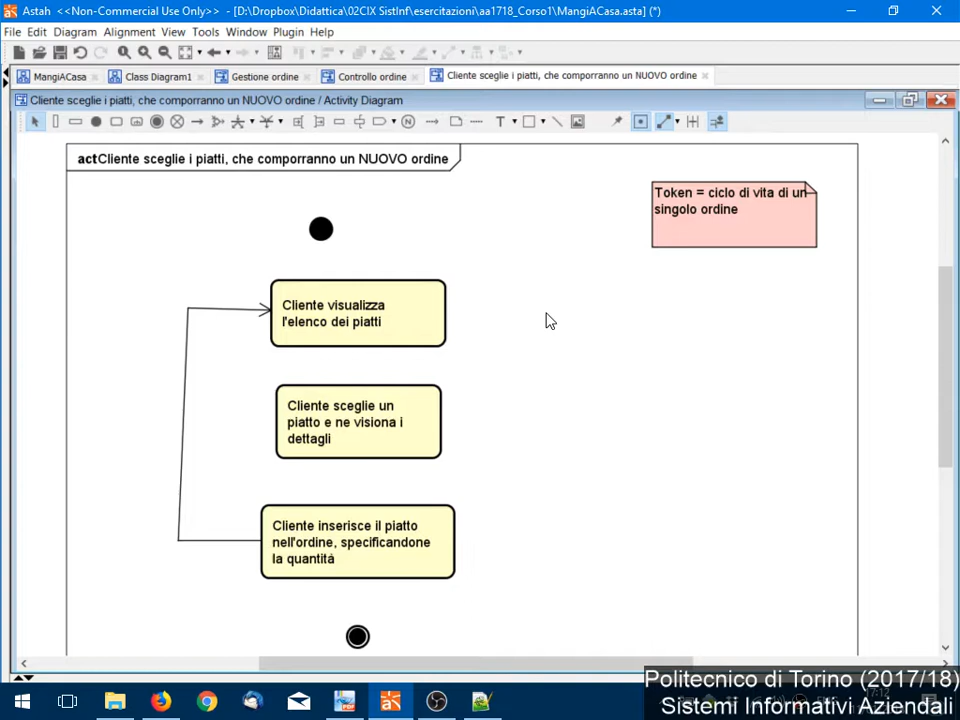 Astah <<Non-Commercial Use Only>> - [D:\Dropbox\Didattica\02CIX SistInf\esercitazioni\aa1718_Corso1\MangiACasa.asta] (*)
File Edit Diagram Alignment View Tools Window Plugin Help
MangiACasa Class Diagram1 Gestione ordine Controllo ordine Cliente sceglie i piatti, che comporranno un NUOVO ordine
Cliente sceglie i piatti, che comporranno un NUOVO ordine / Activity Diagram
actCliente sceglie i piatti, che comporranno un NUOVO ordine
Token = ciclo di vita di un
singolo ordine
Cliente visualizza
l'elenco dei piatti
Cliente sceglie un
piatto e ne visiona i
dettagli
Cliente inserisce il piatto
nell'ordine, specificandone
la quantità
Politecnico di Torino (2017/18)
Sistemi Informativi Aziendali